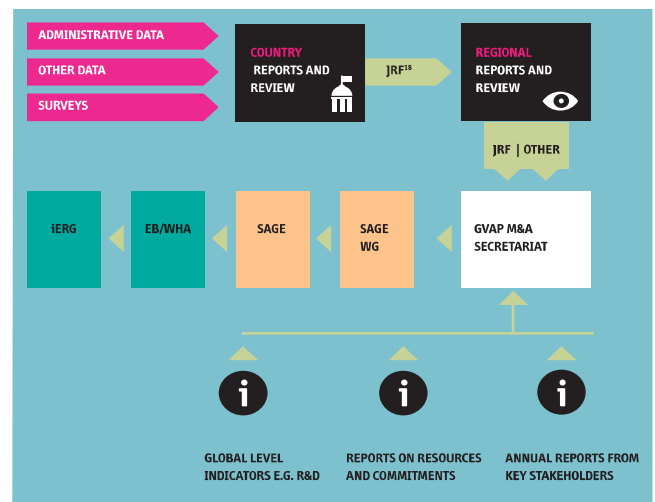 ADMINISTRATIVE DATA
OTHER DATA
SURVEYS
COUNTRY
REPORTS AND
REVIEW
JRF¹⁸
REGIONAL
REPORTS AND
REVIEW
JRF | OTHER
iERG
EB/WHA
SAGE
SAGE
WG
GVAP M&A
SECRETARIAT
GLOBAL LEVEL
INDICATORS E.G. R&D
REPORTS ON RESOURCES
AND COMMITMENTS
ANNUAL REPORTS FROM
KEY STAKEHOLDERS